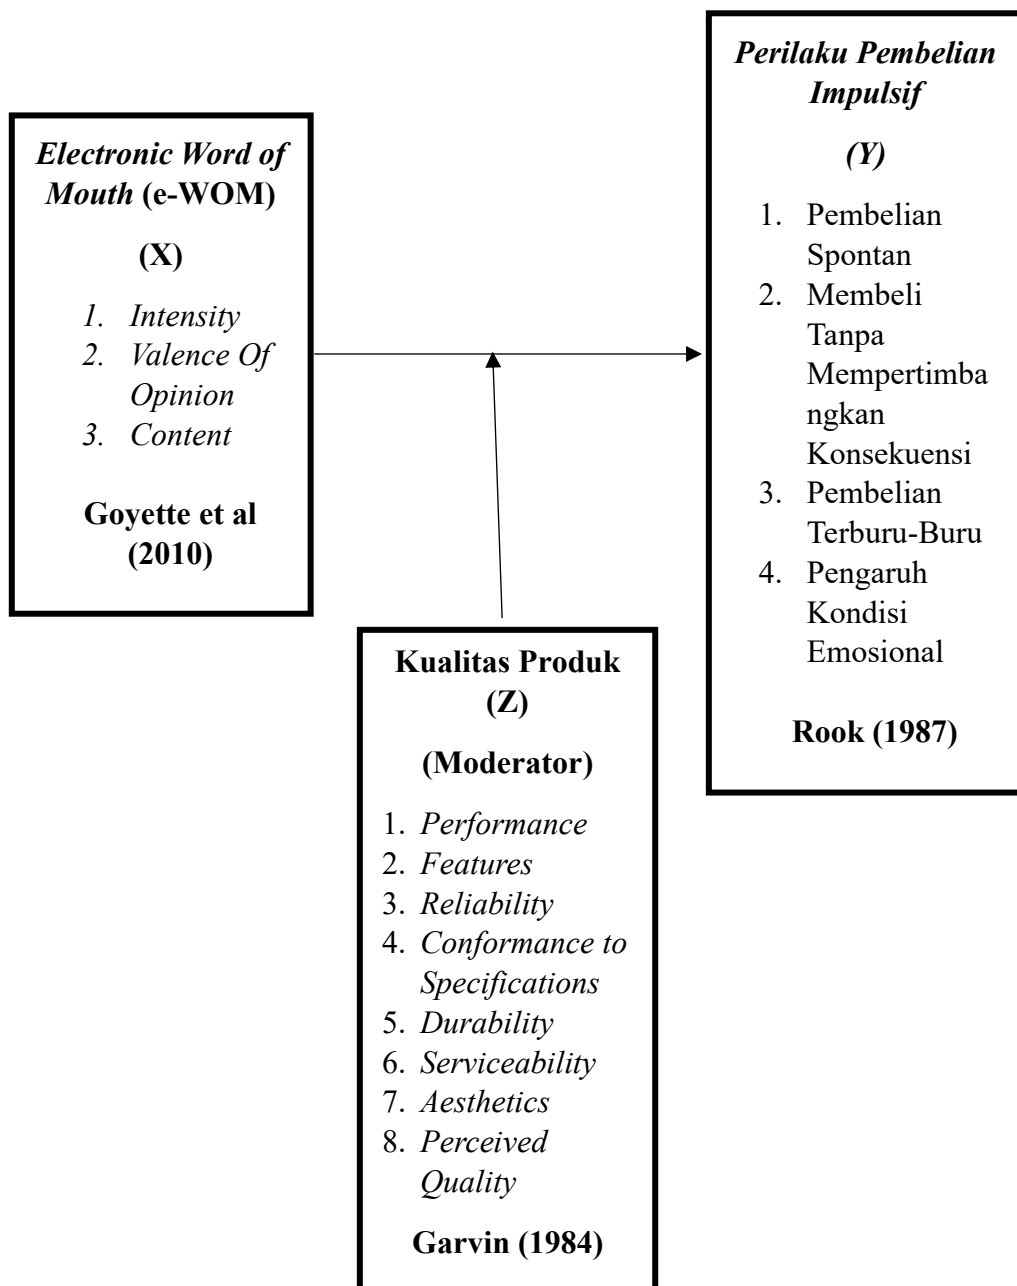 Electronic Word of
Mouth (e-WOM)
(X)
1. Intensity
2. Valence Of
Opinion
3. Content
Goyette et al
(2010)
Perilaku Pembelian
Impulsif
(Y)
1. Pembelian
Spontan
2. Membeli
Tanpa
Mempertimba
ngkan
Konsekuensi
3. Pembelian
Terburu-Buru
4. Pengaruh
Kondisi
Emosional
Rook (1987)
Kualitas Produk
(Z)
(Moderator)
1. Performance
2. Features
3. Reliability
4. Conformance to
Specifications
5. Durability
6. Serviceability
7. Aesthetics
8. Perceived
Quality
Garvin (1984)